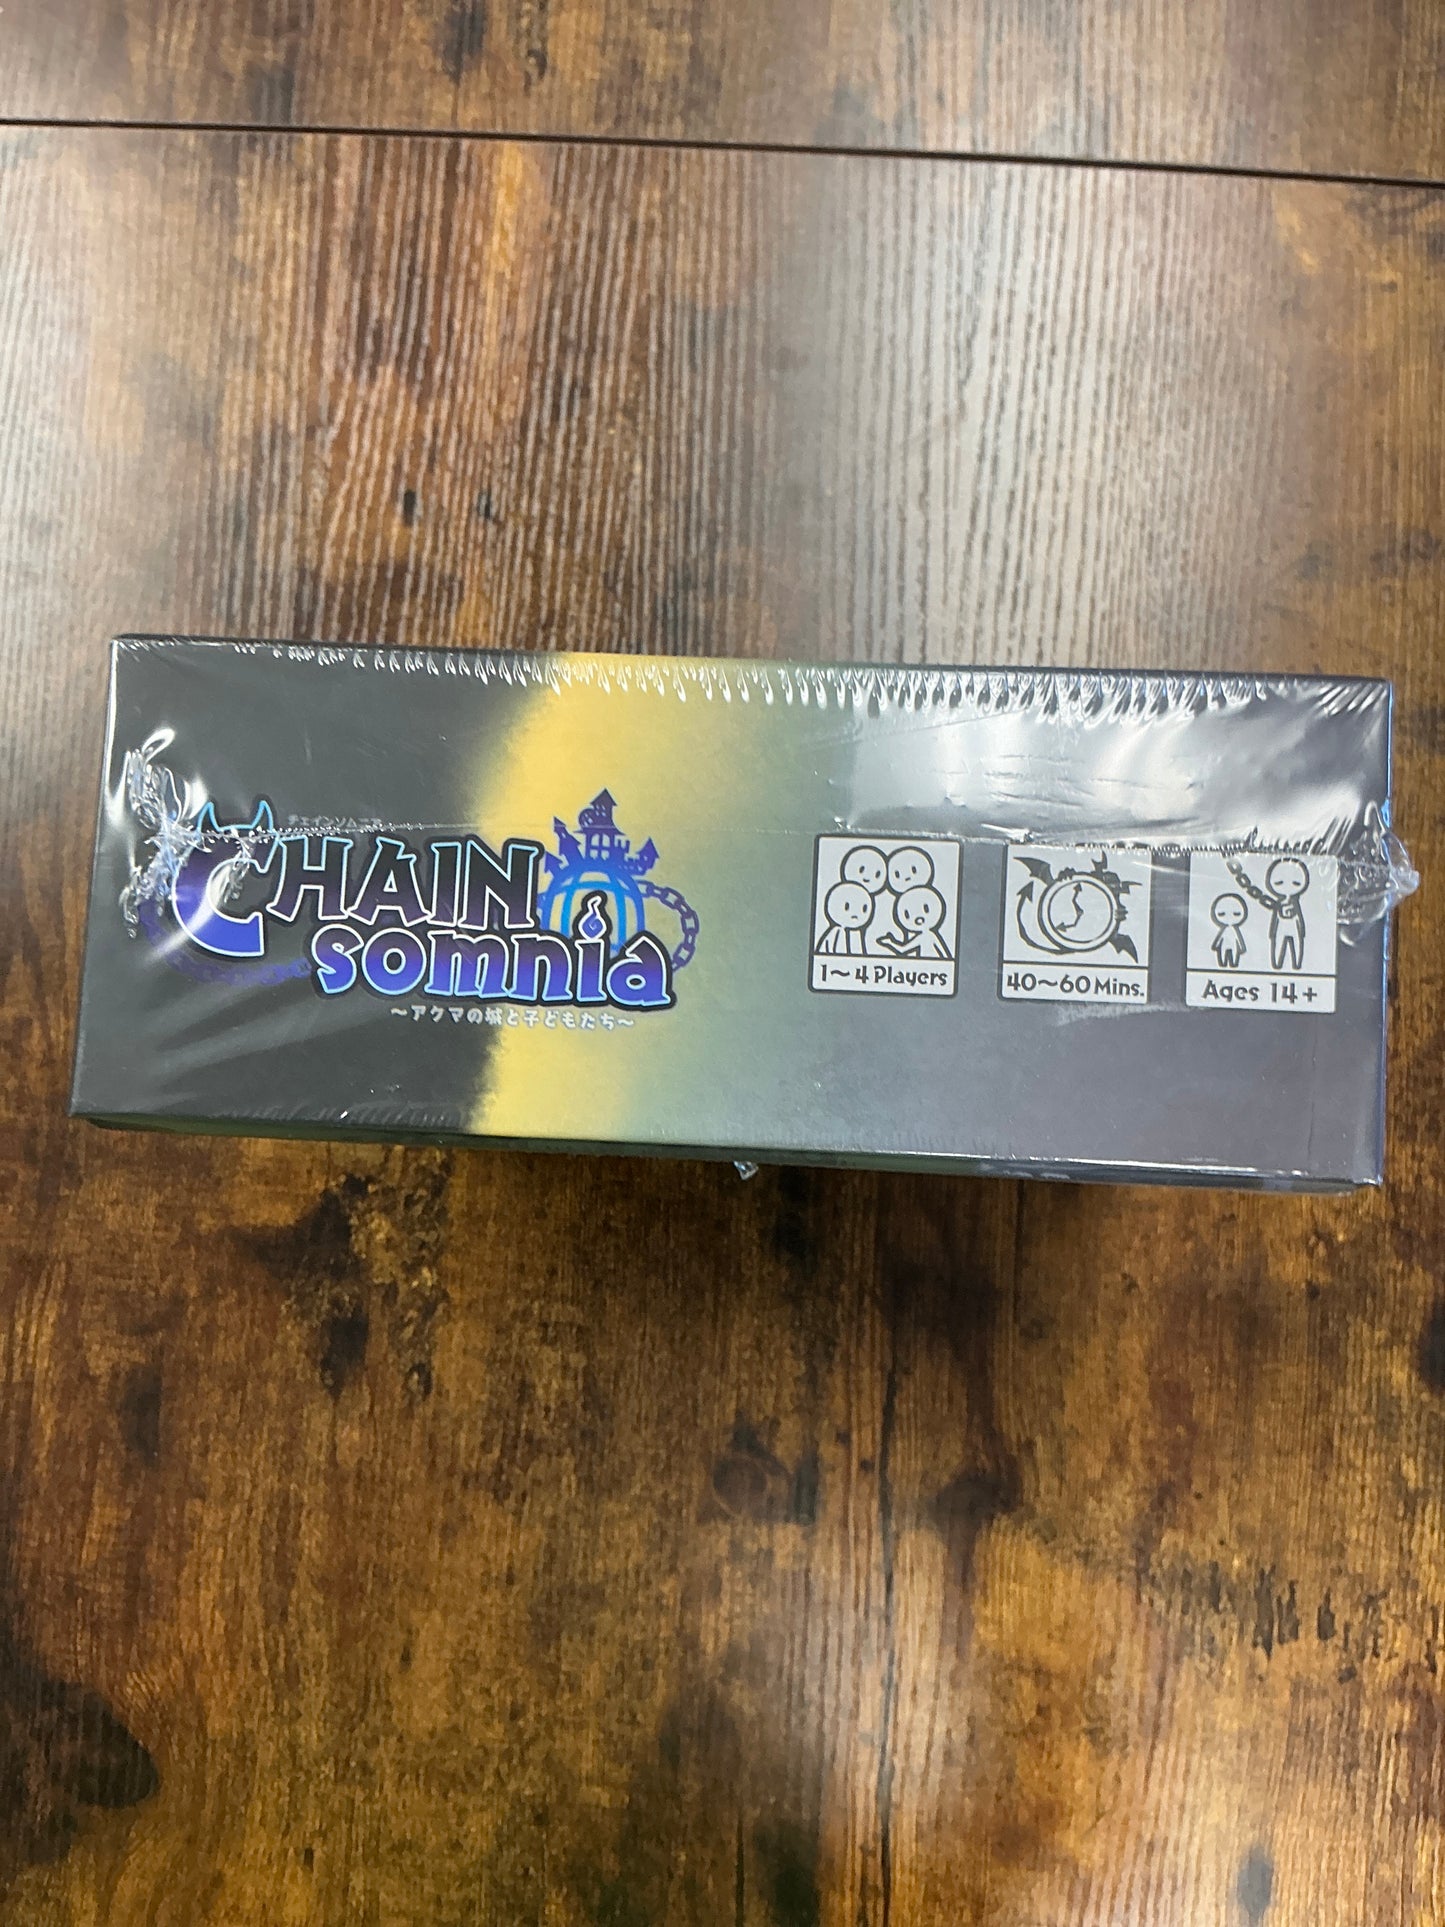 チェインソムニア
CHAIN
somnia
～アクマの城と子どもたち～
1～4 Players
40～60 Mins.
Ages 14+